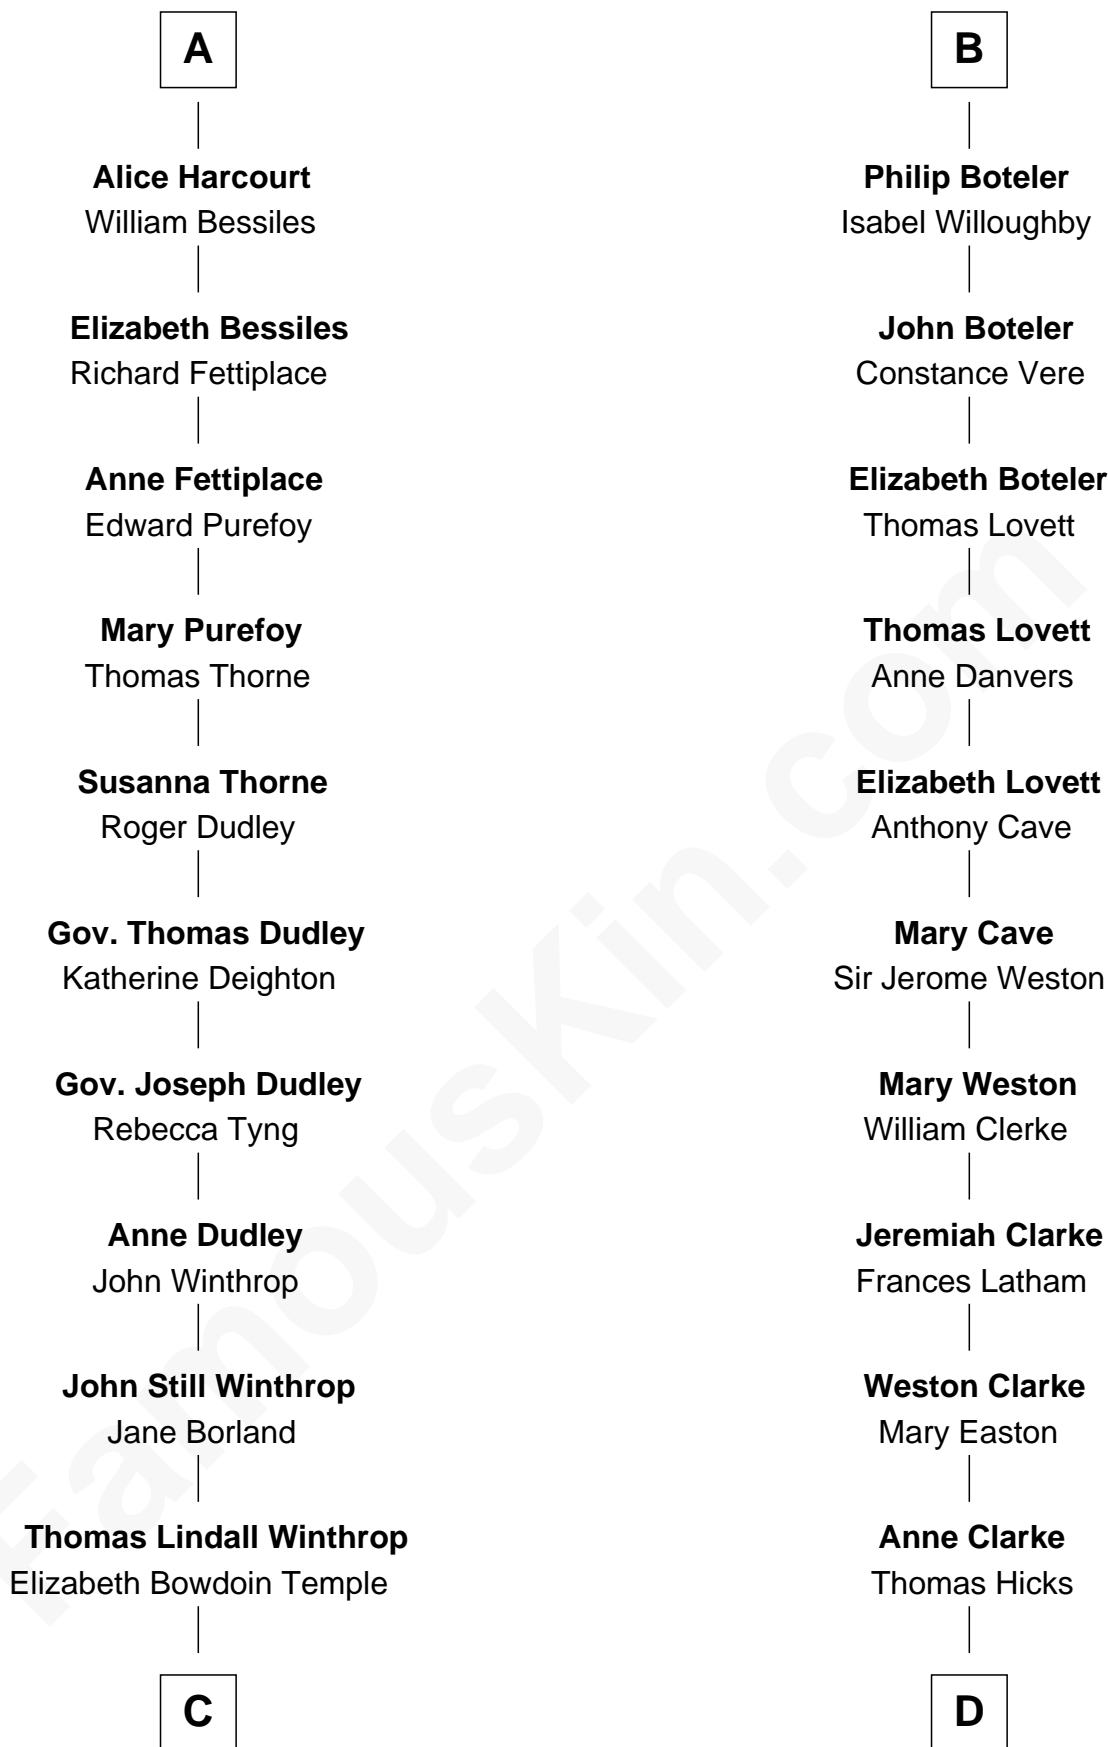 A
Alice Harcourt
William Bessiles
Elizabeth Bessiles
Richard Fettiplace
Anne Fettiplace
Edward Purefoy
Mary Purefoy
Thomas Thorne
Susanna Thorne
Roger Dudley
Gov. Thomas Dudley
Katherine Deighton
Gov. Joseph Dudley
Rebecca Tyng
Anne Dudley
John Winthrop
John Still Winthrop
Jane Borland
Thomas Lindall Winthrop
Elizabeth Bowdoin Temple
C
B
Philip Boteler
Isabel Willoughby
John Boteler
Constance Vere
Elizabeth Boteler
Thomas Lovett
Thomas Lovett
Anne Danvers
Elizabeth Lovett
Anthony Cave
Mary Cave
Sir Jerome Weston
Mary Weston
William Clerke
Jeremiah Clarke
Frances Latham
Weston Clarke
Mary Easton
Anne Clarke
Thomas Hicks
D
FamousKin.com